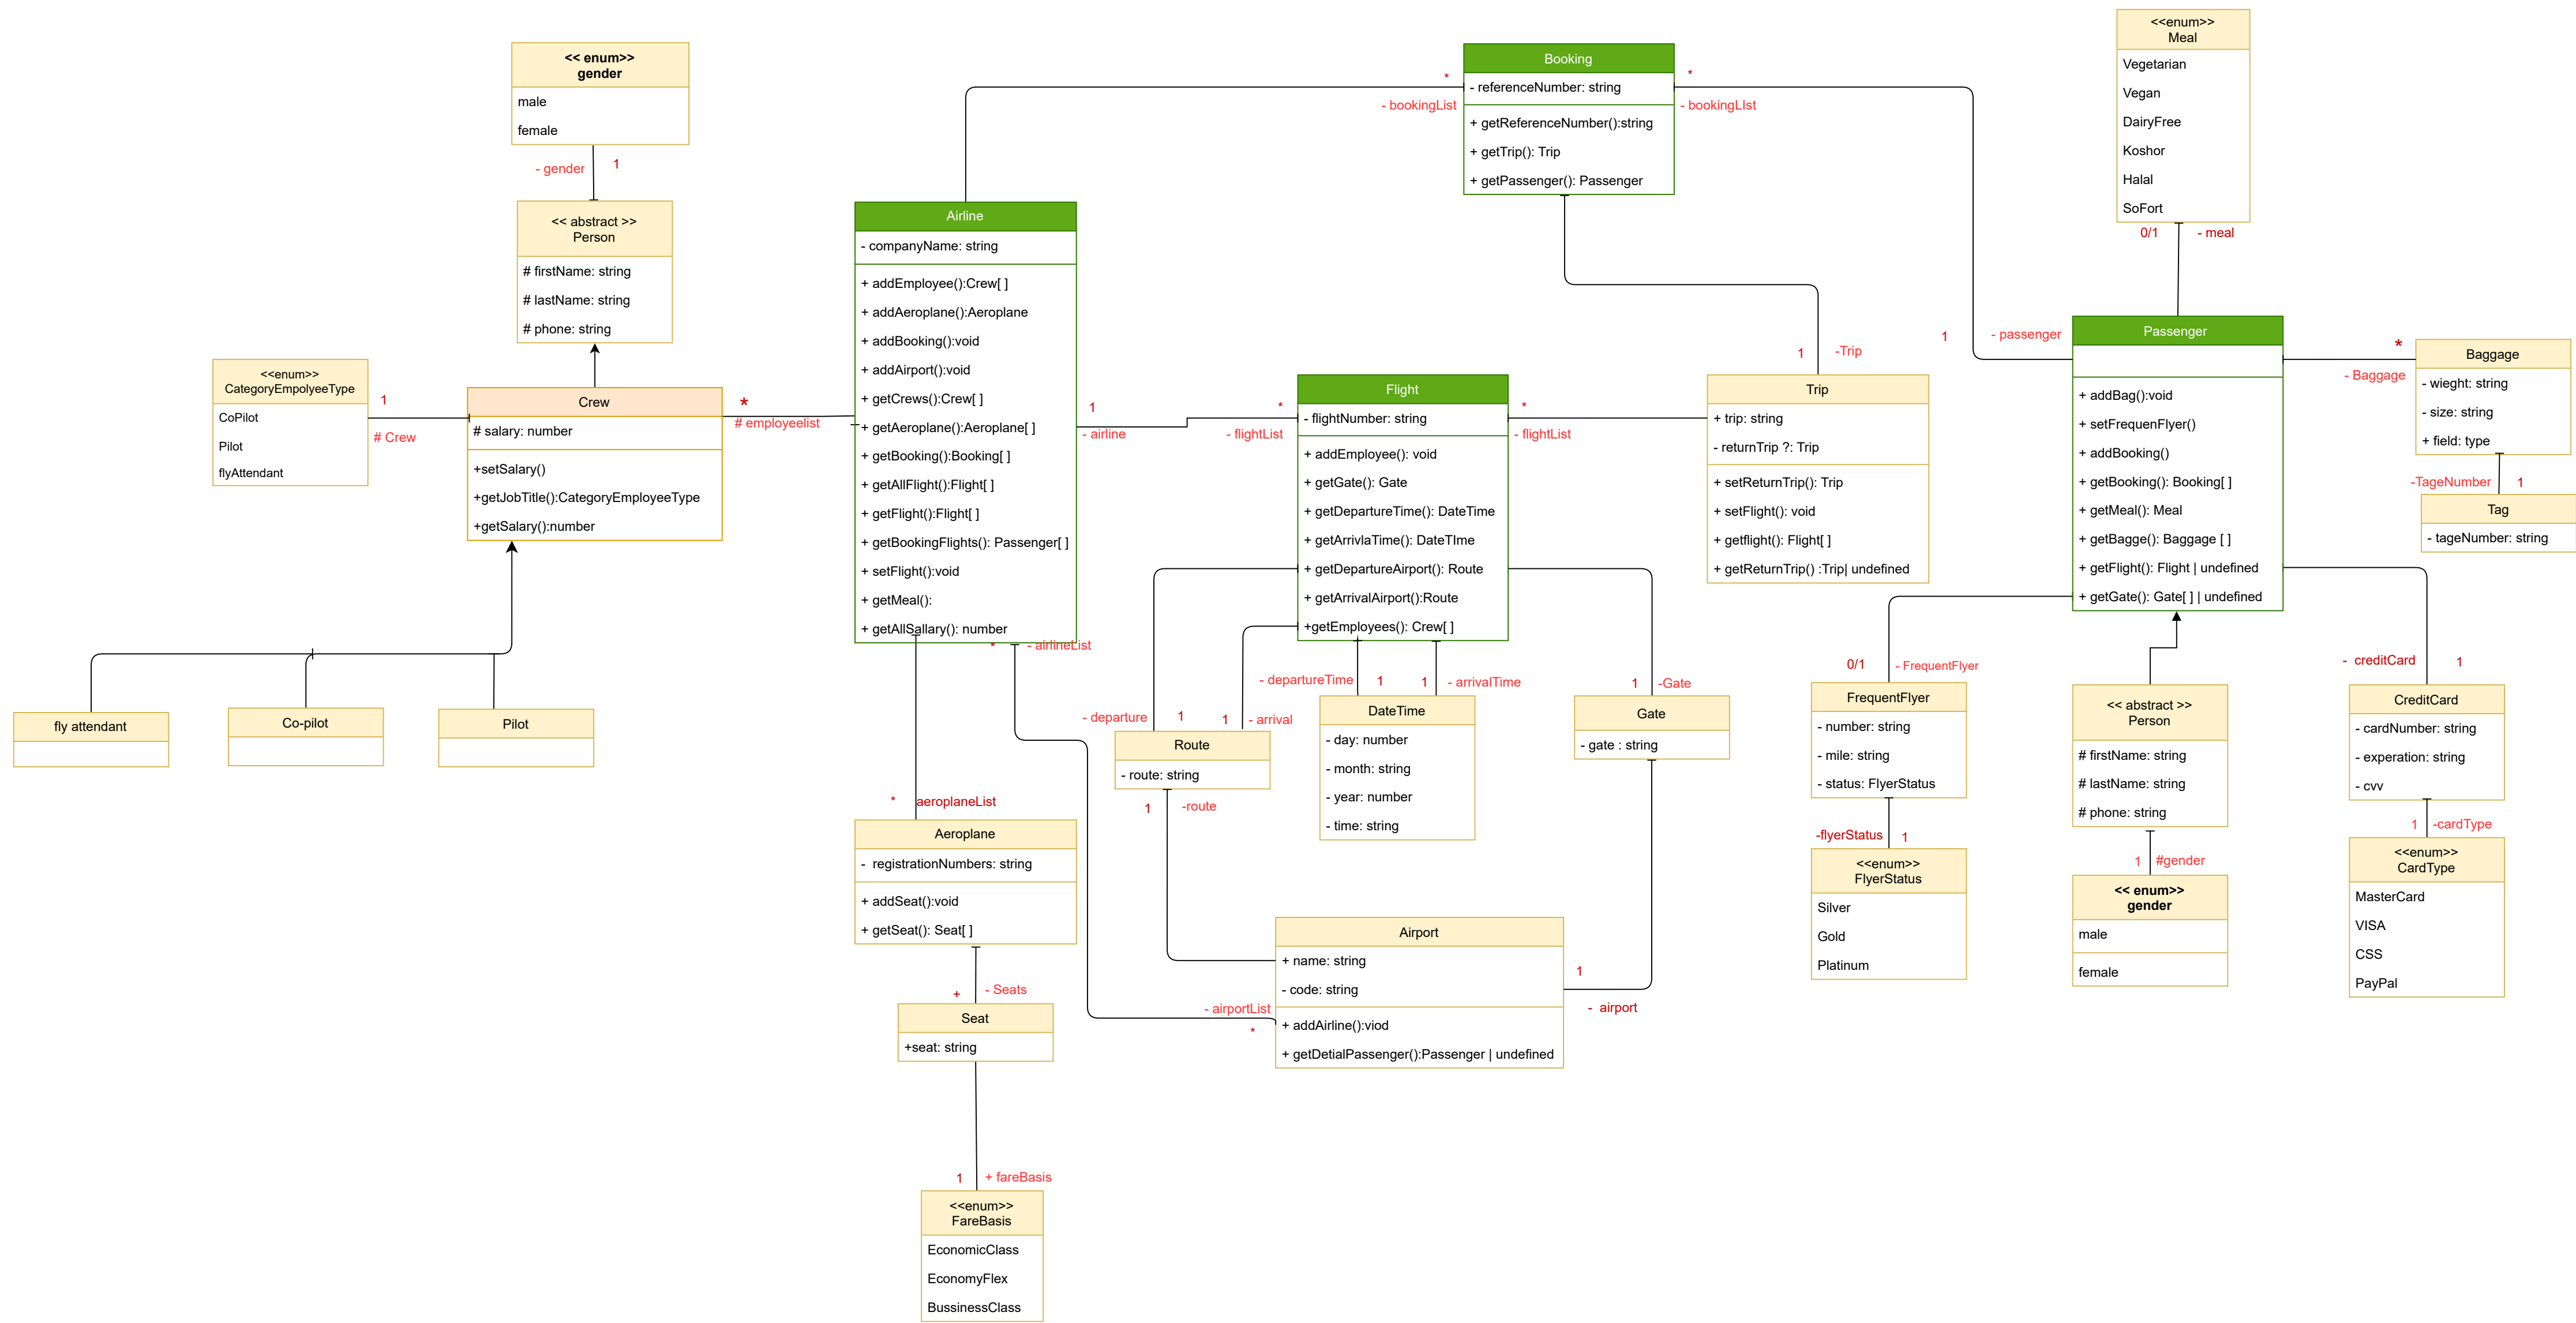 << enum>>
gender
male
female
- gender
1
<< abstract >>
Person
# firstName: string
# lastName: string
# phone: string
<<enum>>
CategoryEmpolyeeType
CoPilot
Pilot
flyAttendant
1
# Crew
Crew
# salary: number
+setSalary()
+getJobTitle():CategoryEmployeeType
+getSalary():number
*
# employeelist
fly attendant
Co-pilot
Pilot
Airline
- companyName: string
+ addEmployee():Crew[ ]
+ addAeroplane():Aeroplane
+ addBooking():void
+ addAirport():void
+ getCrews():Crew[ ]
+ getAeroplane():Aeroplane[ ]
+ getBooking():Booking[ ]
+ getAllFlight():Flight[ ]
+ getFlight():Flight[ ]
+ getBookingFlights(): Passenger[ ]
+ setFlight():void
+ getMeal():
+ getAllSallary(): number
*
- airlineList
*
aeroplaneList
Aeroplane
- registrationNumbers: string
+ addSeat():void
+ getSeat(): Seat[ ]
+
- Seats
Seat
+seat: string
1
+ fareBasis
<<enum>>
FareBasis
EconomicClass
EconomyFlex
BussinessClass
*
- bookingList
Booking
- referenceNumber: string
+ getReferenceNumber():string
+ getTrip(): Trip
+ getPassenger(): Passenger
*
- bookingLIst
1
- airline
*
- flightList
Flight
- flightNumber: string
+ addEmployee(): void
+ getGate(): Gate
+ getDepartureTime(): DateTime
+ getArrivlaTime(): DateTIme
+ getDepartureAirport(): Route
+ getArrivalAirport():Route
+getEmployees(): Crew[ ]
*
- flightList
1
-Trip
Trip
+ trip: string
- returnTrip ?: Trip
+ setReturnTrip(): Trip
+ setFlight(): void
+ getflight(): Flight[ ]
+ getReturnTrip() :Trip| undefined
- departure
1
1
- arrival
Route
- route: string
1
-route
- departureTime
1
1
- arrivalTime
DateTime
- day: number
- month: string
- year: number
- time: string
1
-Gate
Gate
- gate : string
Airport
+ name: string
- code: string
+ addAirline():viod
+ getDetialPassenger():Passenger | undefined
- airportList
*
1
- airport
<<enum>>
Meal
Vegetarian
Vegan
DairyFree
Koshor
Halal
SoFort
0/1
- meal
1
- passenger
Passenger
+ addBag():void
+ setFrequenFlyer()
+ addBooking()
+ getBooking(): Booking[ ]
+ getMeal(): Meal
+ getBagge(): Baggage [ ]
+ getFlight(): Flight | undefined
+ getGate(): Gate[ ] | undefined
*
- Baggage
Baggage
- wieght: string
- size: string
+ field: type
-TageNumber
1
Tag
- tageNumber: string
0/1
- FrequentFlyer
FrequentFlyer
- number: string
- mile: string
- status: FlyerStatus
-flyerStatus
1
<<enum>>
FlyerStatus
Silver
Gold
Platinum
<< abstract >>
Person
# firstName: string
# lastName: string
# phone: string
1
#gender
<< enum>>
gender
male
female
- creditCard
1
CreditCard
- cardNumber: string
- experation: string
- cvv
1
-cardType
<<enum>>
CardType
MasterCard
VISA
CSS
PayPal